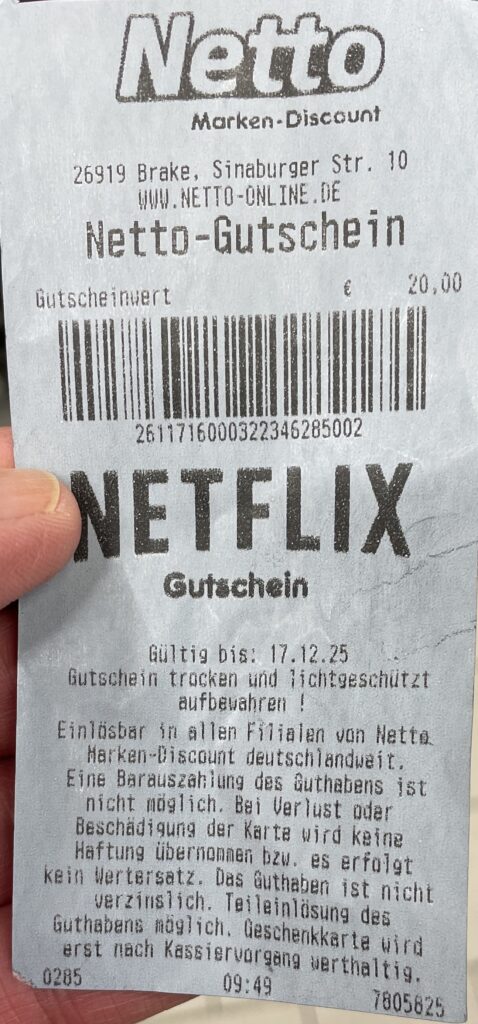 Netto
Marken-Discount
26919 Brake, Sinaburger Str. 10
WWW.NETTO-ONLINE.DE
Netto-Gutschein
Gutscheinwert € 20,00
2611716000322346285002
NETFLIX
Gutschein
Gültig bis: 17.12.25
Gutschein trocken und lichtgeschützt
aufbewahren !
Einlösbar in allen Filialen von Netto
Marken-Discount deutschlandweit.
Eine Barauszahlung des Guthabens ist
nicht möglich. Bei Verlust oder
Beschädigung der Karte wird keine
Haftung übernommen bzw. es erfolgt
kein Wertersatz. Das Guthaben ist nicht
verzinslich. Teileinlösung des
Guthabens möglich. Geschenkkarte wird
erst nach Kassiervorgang werthaltig.
0285 09:49 7805825